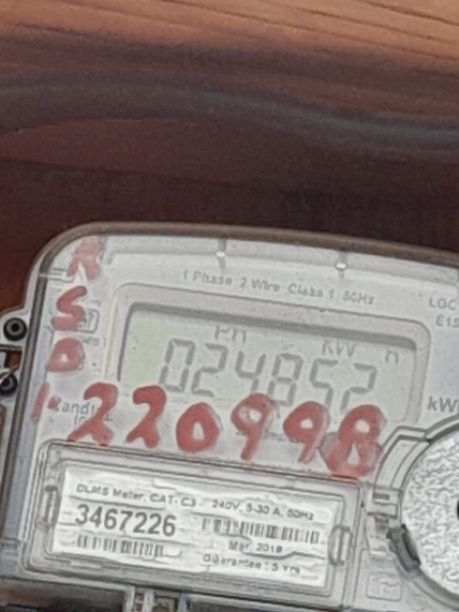 R
S
D
1-220998
1 Phase 2 Wire Class 1 50Hz
LOC
PH KW H
024852
kW
DLMS Meter, CAT- C3 240V, 5-30 A, 50Hz
3467226
Mar, 2018
Guarantee : 5 Yrs